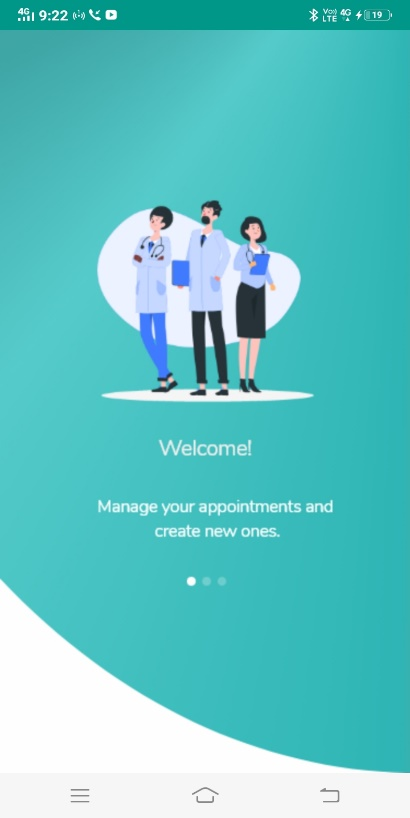 4G 9:22 Vo)) LTE 4G 19
Welcome!
Manage your appointments and
create new ones.